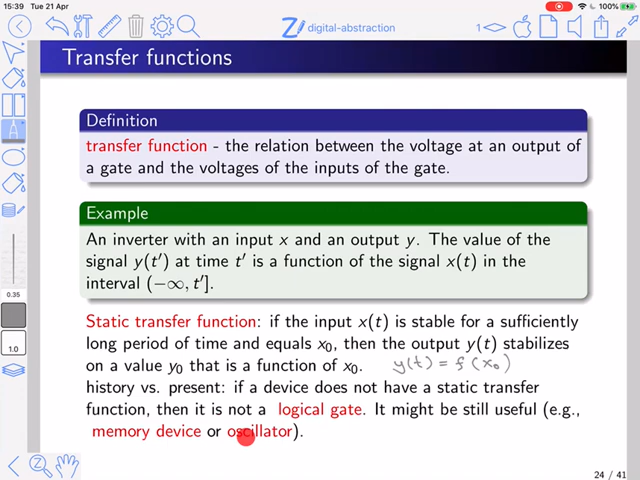 15:39 Tue 21 Apr
100%
digital-abstraction
1
Transfer functions
Definition
transfer function - the relation between the voltage at an output of
a gate and the voltages of the inputs of the gate.
Example
An inverter with an input x and an output y. The value of the
signal y(t′) at time t′ is a function of the signal x(t) in the
interval (−∞, t′].
Static transfer function: if the input x(t) is stable for a sufficiently
long period of time and equals x₀, then the output y(t) stabilizes
on a value y₀ that is a function of x₀. y(t) = f(x₀)
history vs. present: if a device does not have a static transfer
function, then it is not a logical gate. It might be still useful (e.g.,
memory device or oscillator).
0.35
1.0
24 / 41